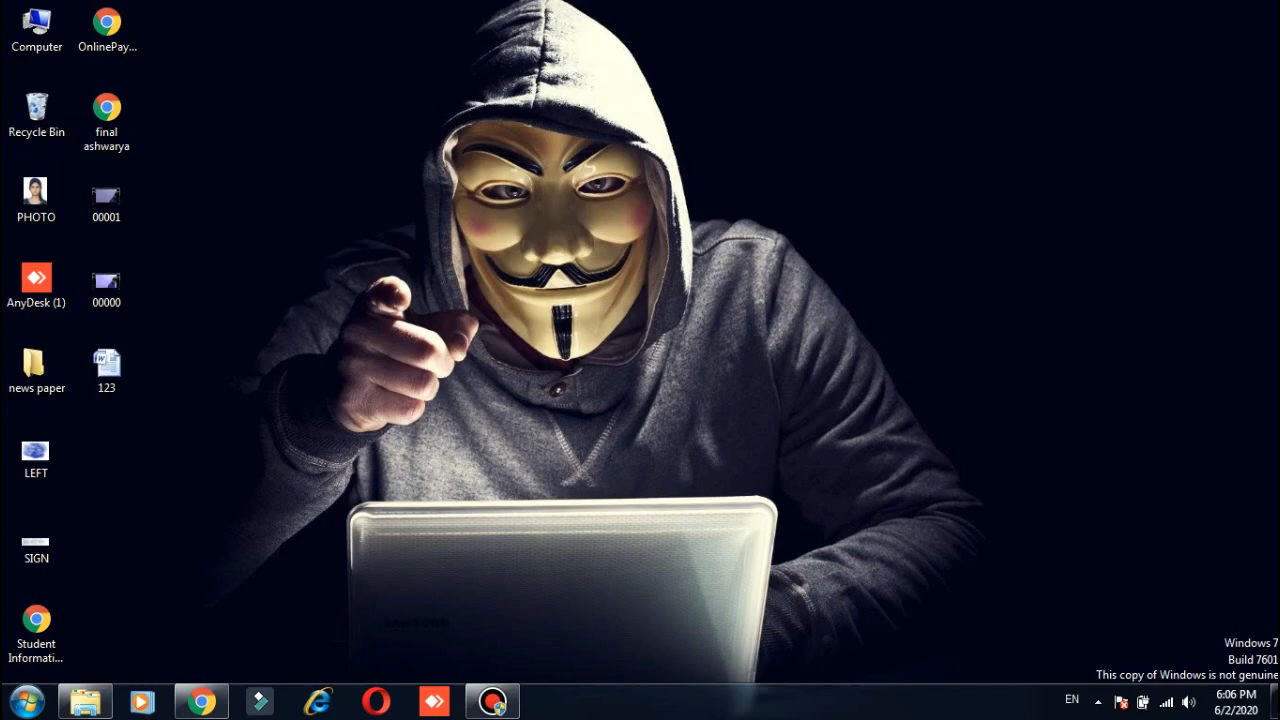 Computer
OnlinePay...
Recycle Bin
final
ashwarya
PHOTO
00001
AnyDesk (1)
00000
news paper
123
LEFT
SIGN
Student
Informati...
Windows 7
Build 7601
This copy of Windows is not genuine
EN
6:06 PM
6/2/2020